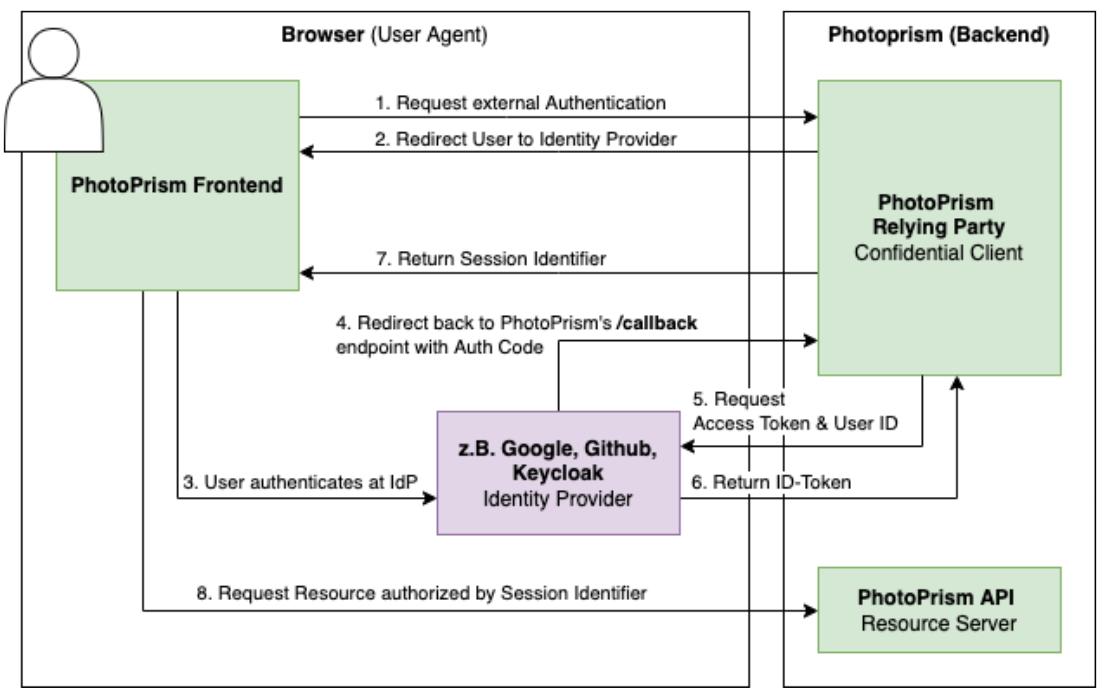 Browser (User Agent)
Photoprism (Backend)
1. Request external Authentication
2. Redirect User to Identity Provider
PhotoPrism Frontend
PhotoPrism
Relying Party
Confidential Client
7. Return Session Identifier
4. Redirect back to PhotoPrism's /callback
endpoint with Auth Code
5. Request
Access Token & User ID
z.B. Google, Github,
Keycloak
Identity Provider
3. User authenticates at IdP
6. Return ID-Token
8. Request Resource authorized by Session Identifier
PhotoPrism API
Resource Server